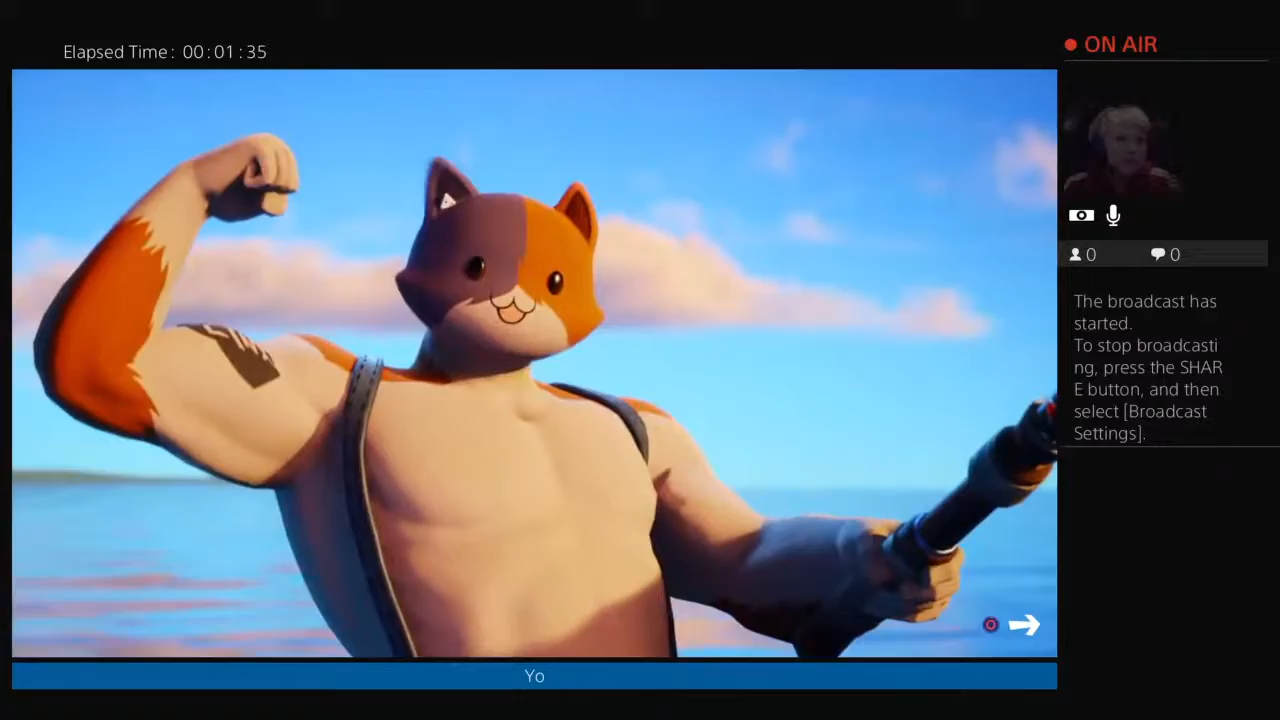 Elapsed Time: 00:01:35
ON AIR
0 0
The broadcast has
started.
To stop broadcasti
ng, press the SHAR
E button, and then
select [Broadcast
Settings].
Yo